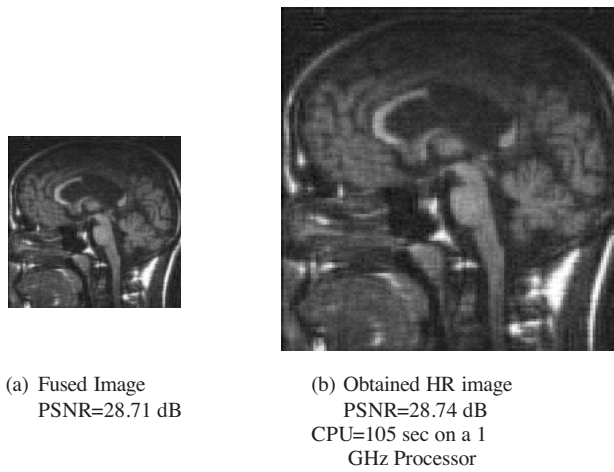 (a) Fused Image
PSNR=28.71 dB
(b) Obtained HR image
PSNR=28.74 dB
CPU=105 sec on a 1
GHz Processor